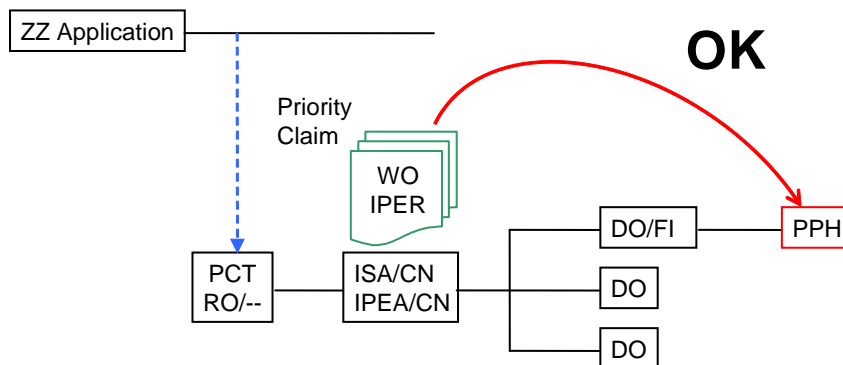 ZZ Application
OK
Priority
Claim
WO
IPER
DO/FI
PPH
PCT
RO/--
ISA/CN
IPEA/CN
DO
DO